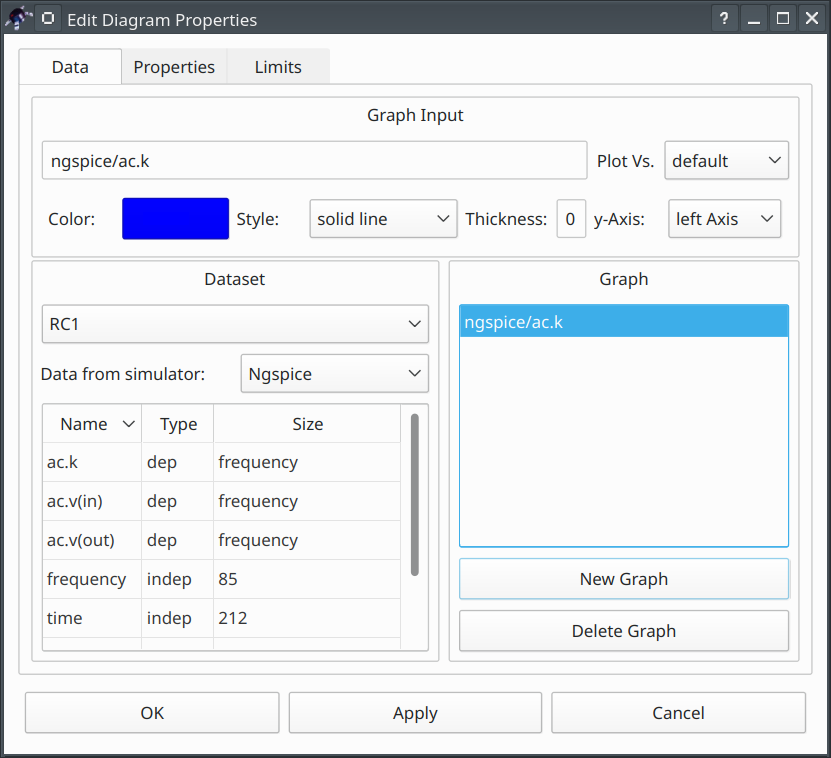 Edit Diagram Properties
Data Properties Limits
Graph Input
ngspice/ac.k Plot Vs. default
Color: Style: solid line Thickness: 0 y-Axis: left Axis
Dataset
RC1
Data from simulator: Ngspice
Name Type Size
ac.k dep frequency
ac.v(in) dep frequency
ac.v(out) dep frequency
frequency indep 85
time indep 212
Graph
ngspice/ac.k
New Graph
Delete Graph
OK Apply Cancel